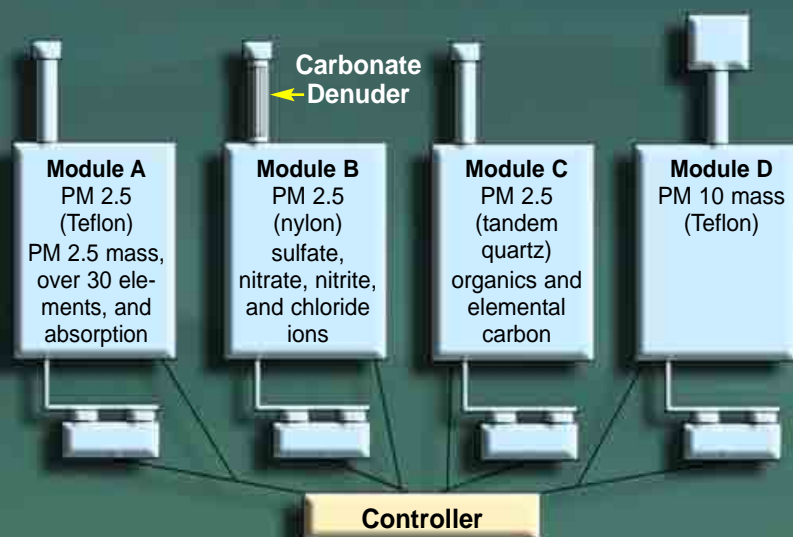 Carbonate
Denuder
Module A
PM 2.5
(Teflon)
PM 2.5 mass,
over 30 ele-
ments, and
absorption
Module B
PM 2.5
(nylon)
sulfate,
nitrate, nitrite,
and chloride
ions
Module C
PM 2.5
(tandem
quartz)
organics and
elemental
carbon
Module D
PM 10 mass
(Teflon)
Controller